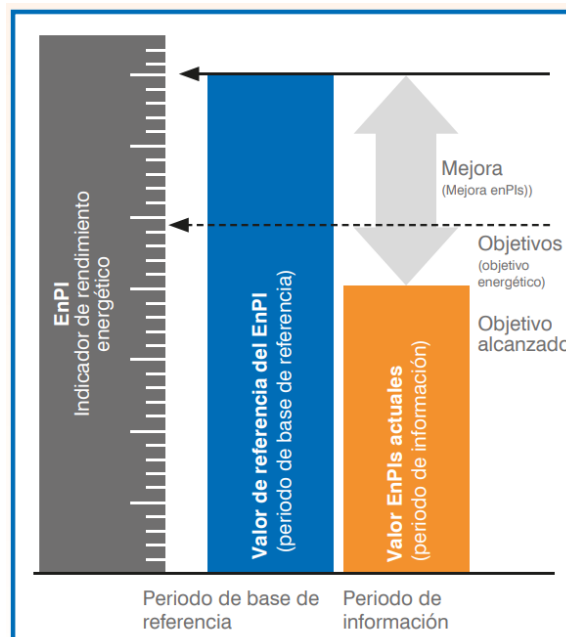 EnPI
Indicador de rendimiento
energético
Valor de referencia del EnPI
(periodo de base de referencia)
Valor EnPIs actuales
(periodo de información)
Mejora
(Mejora enPIs))
Objetivos
(objetivo
energético)
Objetivo
alcanzado
Periodo de base de
referencia
Periodo de
información